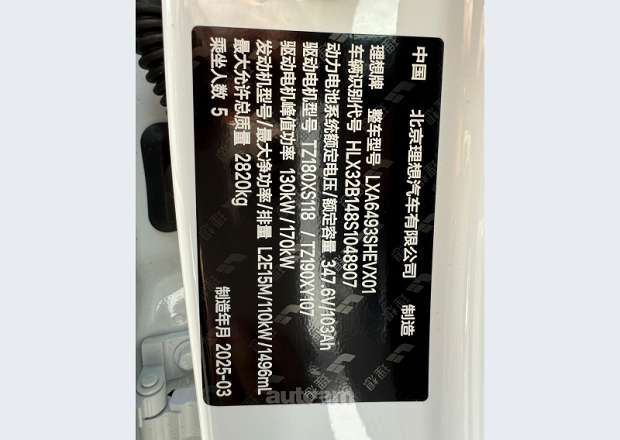 中国 北京理想汽车有限公司 制造
理想牌 整车型号 LXA6493SHEVX01
车辆识别代号 HLX32B148S1048907
动力电池系统额定电压/额定容量 347.6V/103Ah
驱动电机型号 TZ180XS118 / TZ190XY107
驱动电机峰值功率 130kW/170kW
发动机型号/最大净功率/排量 L2E15M/110kW/1496mL
最大允许总质量 2820kg
乘坐人数 5 制造年月 2025-03
理想
autoam